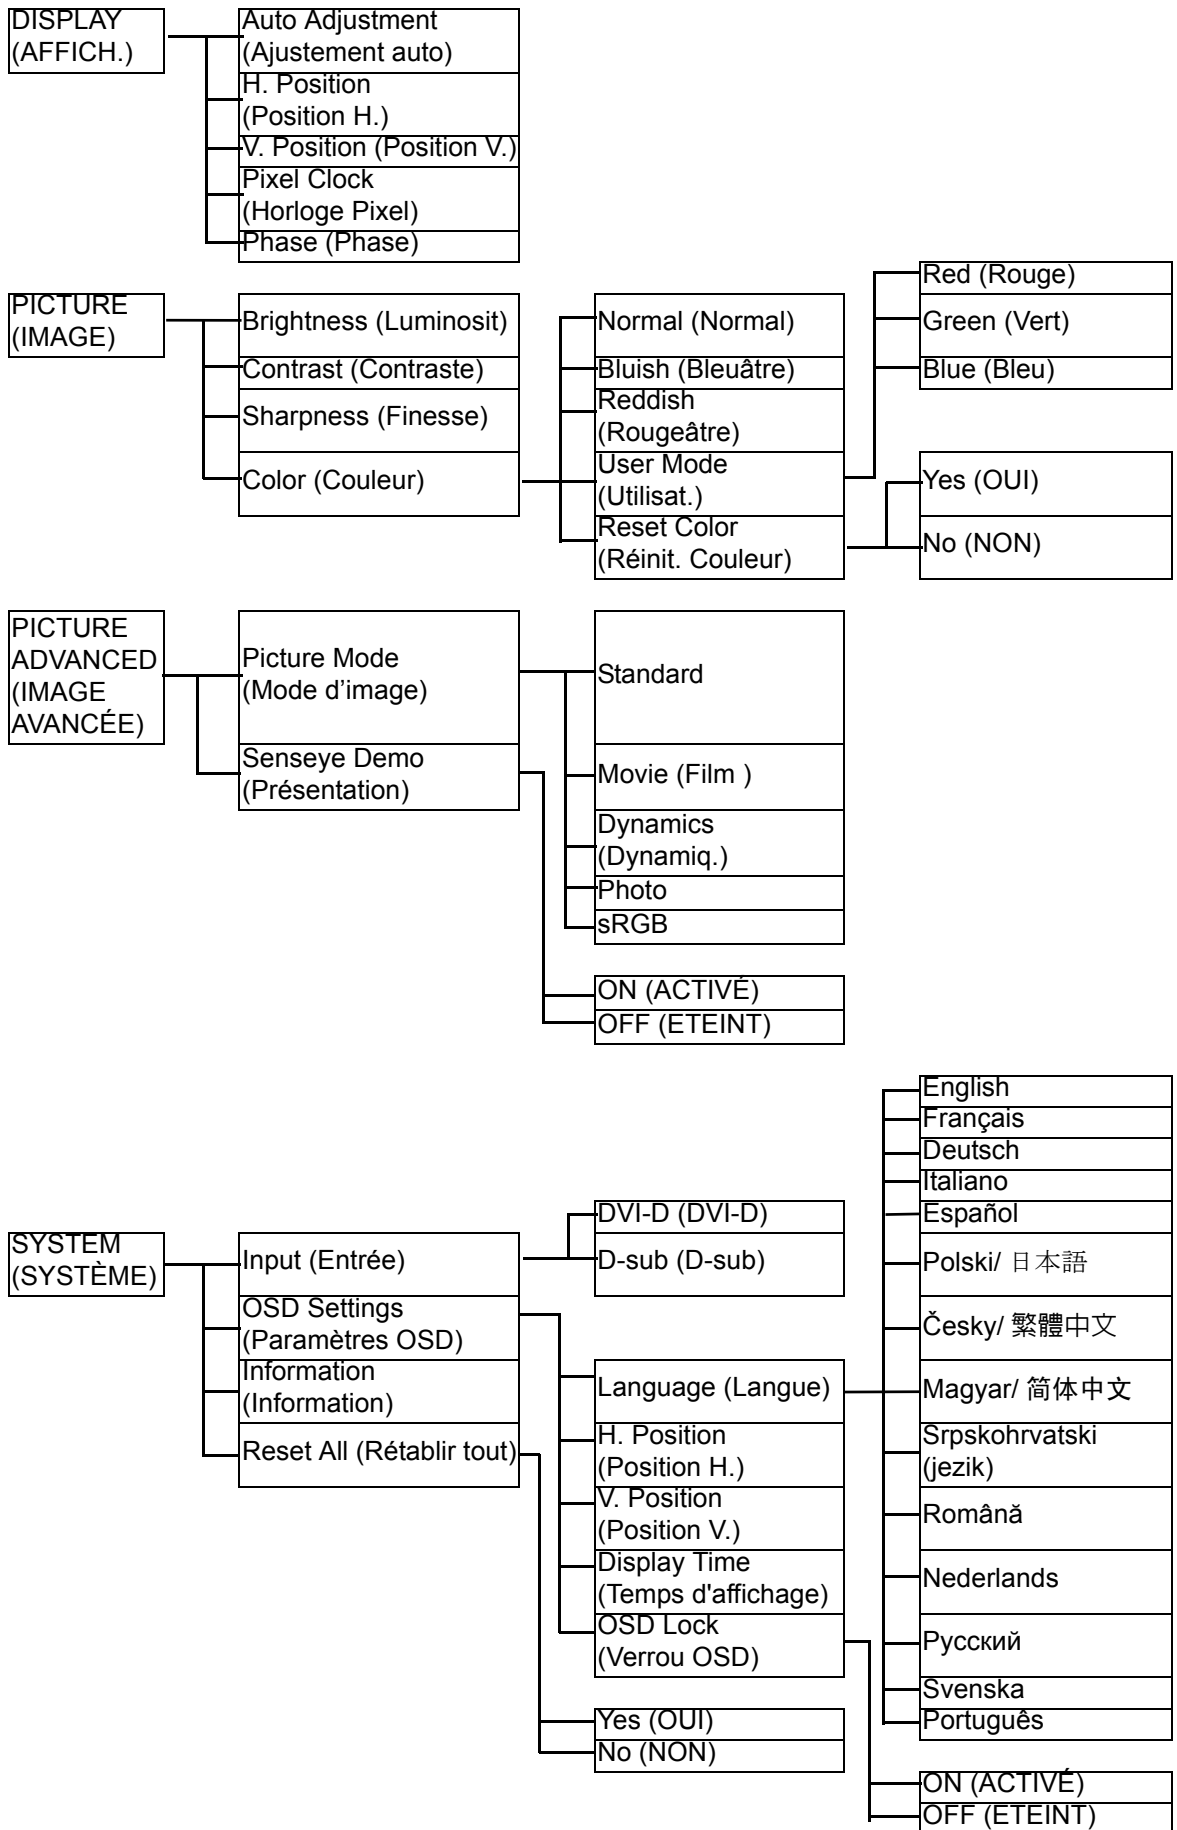 DISPLAY
(AFFICH.)
Auto Adjustment
(Ajustement auto)
H. Position
(Position H.)
V. Position (Position V.)
Pixel Clock
(Horloge Pixel)
Phase (Phase)
PICTURE
(IMAGE)
Brightness (Luminosit)
Contrast (Contraste)
Sharpness (Finesse)
Color (Couleur)
Normal (Normal)
Bluish (Bleuâtre)
Reddish
(Rougeâtre)
User Mode
(Utilisat.)
Reset Color
(Réinit. Couleur)
Red (Rouge)
Green (Vert)
Blue (Bleu)
Yes (OUI)
No (NON)
PICTURE
ADVANCED
(IMAGE
AVANCÉE)
Picture Mode
(Mode d’image)
Senseye Demo
(Présentation)
Standard
Movie (Film )
Dynamics
(Dynamiq.)
Photo
sRGB
ON (ACTIVÉ)
OFF (ETEINT)
SYSTEM
(SYSTÈME)
Input (Entrée)
OSD Settings
(Paramètres OSD)
Information
(Information)
Reset All (Rétablir tout)
DVI-D (DVI-D)
D-sub (D-sub)
Language (Langue)
H. Position
(Position H.)
V. Position
(Position V.)
Display Time
(Temps d'affichage)
OSD Lock
(Verrou OSD)
Yes (OUI)
No (NON)
English
Français
Deutsch
Italiano
Español
Polski/ 日本語
Česky/ 繁體中文
Magyar/ 简体中文
Srpskohrvatski
(jezik)
Română
Nederlands
Русский
Svenska
Português
ON (ACTIVÉ)
OFF (ETEINT)